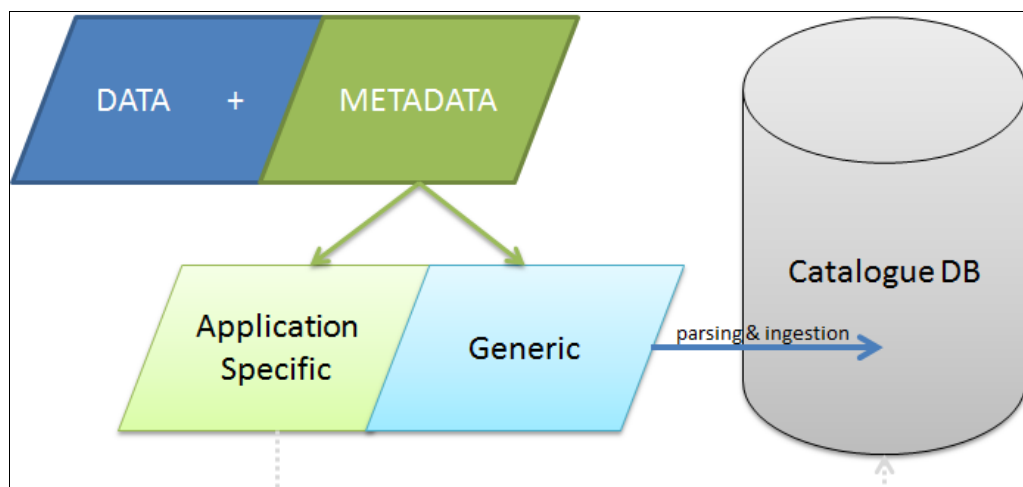 DATA + METADATA
Application
Specific
Generic
parsing & ingestion
Catalogue DB